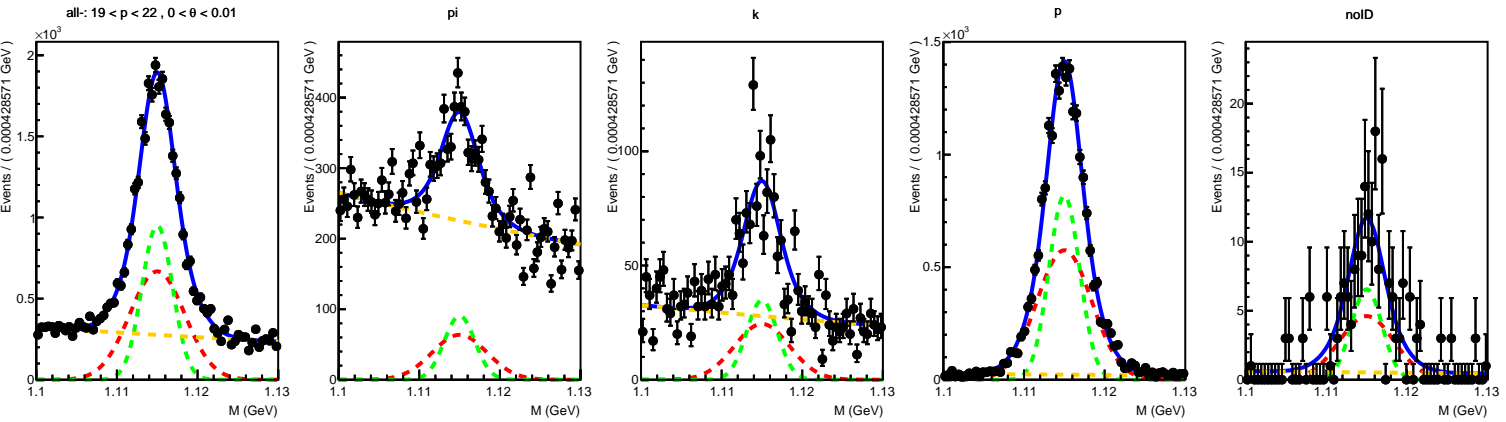 all-: 19 < p < 22 , 0 < θ < 0.01
×10³
Events / ( 0.000428571 GeV )
2
1.5
1
0.5
0
1.1 1.11 1.12 1.13
M (GeV)
pi
Events / ( 0.000428571 GeV )
400
300
200
100
0
1.1 1.11 1.12 1.13
M (GeV)
k
Events / ( 0.000428571 GeV )
100
50
0
1.1 1.11 1.12 1.13
M (GeV)
p
×10³
Events / ( 0.000428571 GeV )
1.5
1
0.5
0
1.1 1.11 1.12 1.13
M (GeV)
noID
Events / ( 0.000428571 GeV )
20
15
10
5
0
1.1 1.11 1.12 1.13
M (GeV)